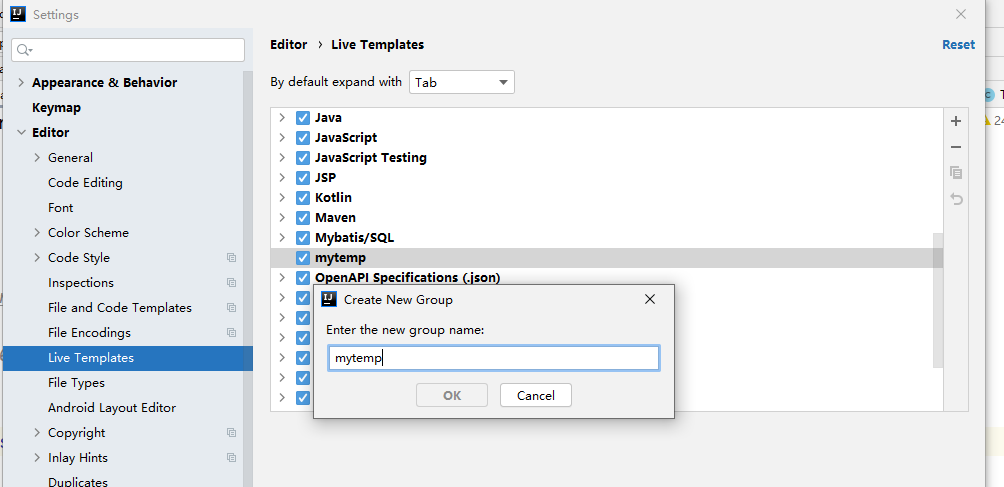 Settings
Editor › Live Templates
Reset
By default expand with Tab
Appearance & Behavior
Keymap
Editor
General
Code Editing
Font
Color Scheme
Code Style
Inspections
File and Code Templates
File Encodings
Live Templates
File Types
Android Layout Editor
Copyright
Inlay Hints
Duplicates
Java
JavaScript
JavaScript Testing
JSP
Kotlin
Maven
Mybatis/SQL
mytemp
OpenAPI Specifications (.json)
Create New Group
Enter the new group name:
mytemp
OK Cancel
24